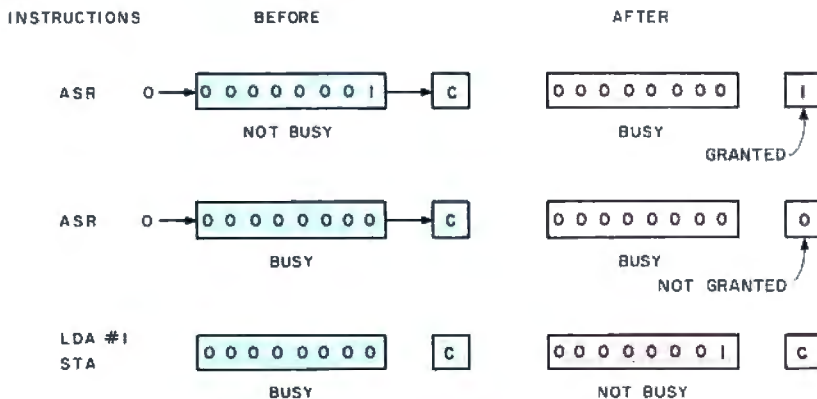 INSTRUCTIONS BEFORE AFTER
ASR 0 0 0 0 0 0 0 0 1 C 0 0 0 0 0 0 0 0 1
NOT BUSY BUSY
GRANTED
ASR 0 0 0 0 0 0 0 0 0 C 0 0 0 0 0 0 0 0 0
BUSY BUSY
NOT GRANTED
LDA #1
STA 0 0 0 0 0 0 0 0 C 0 0 0 0 0 0 0 1 C
BUSY NOT BUSY